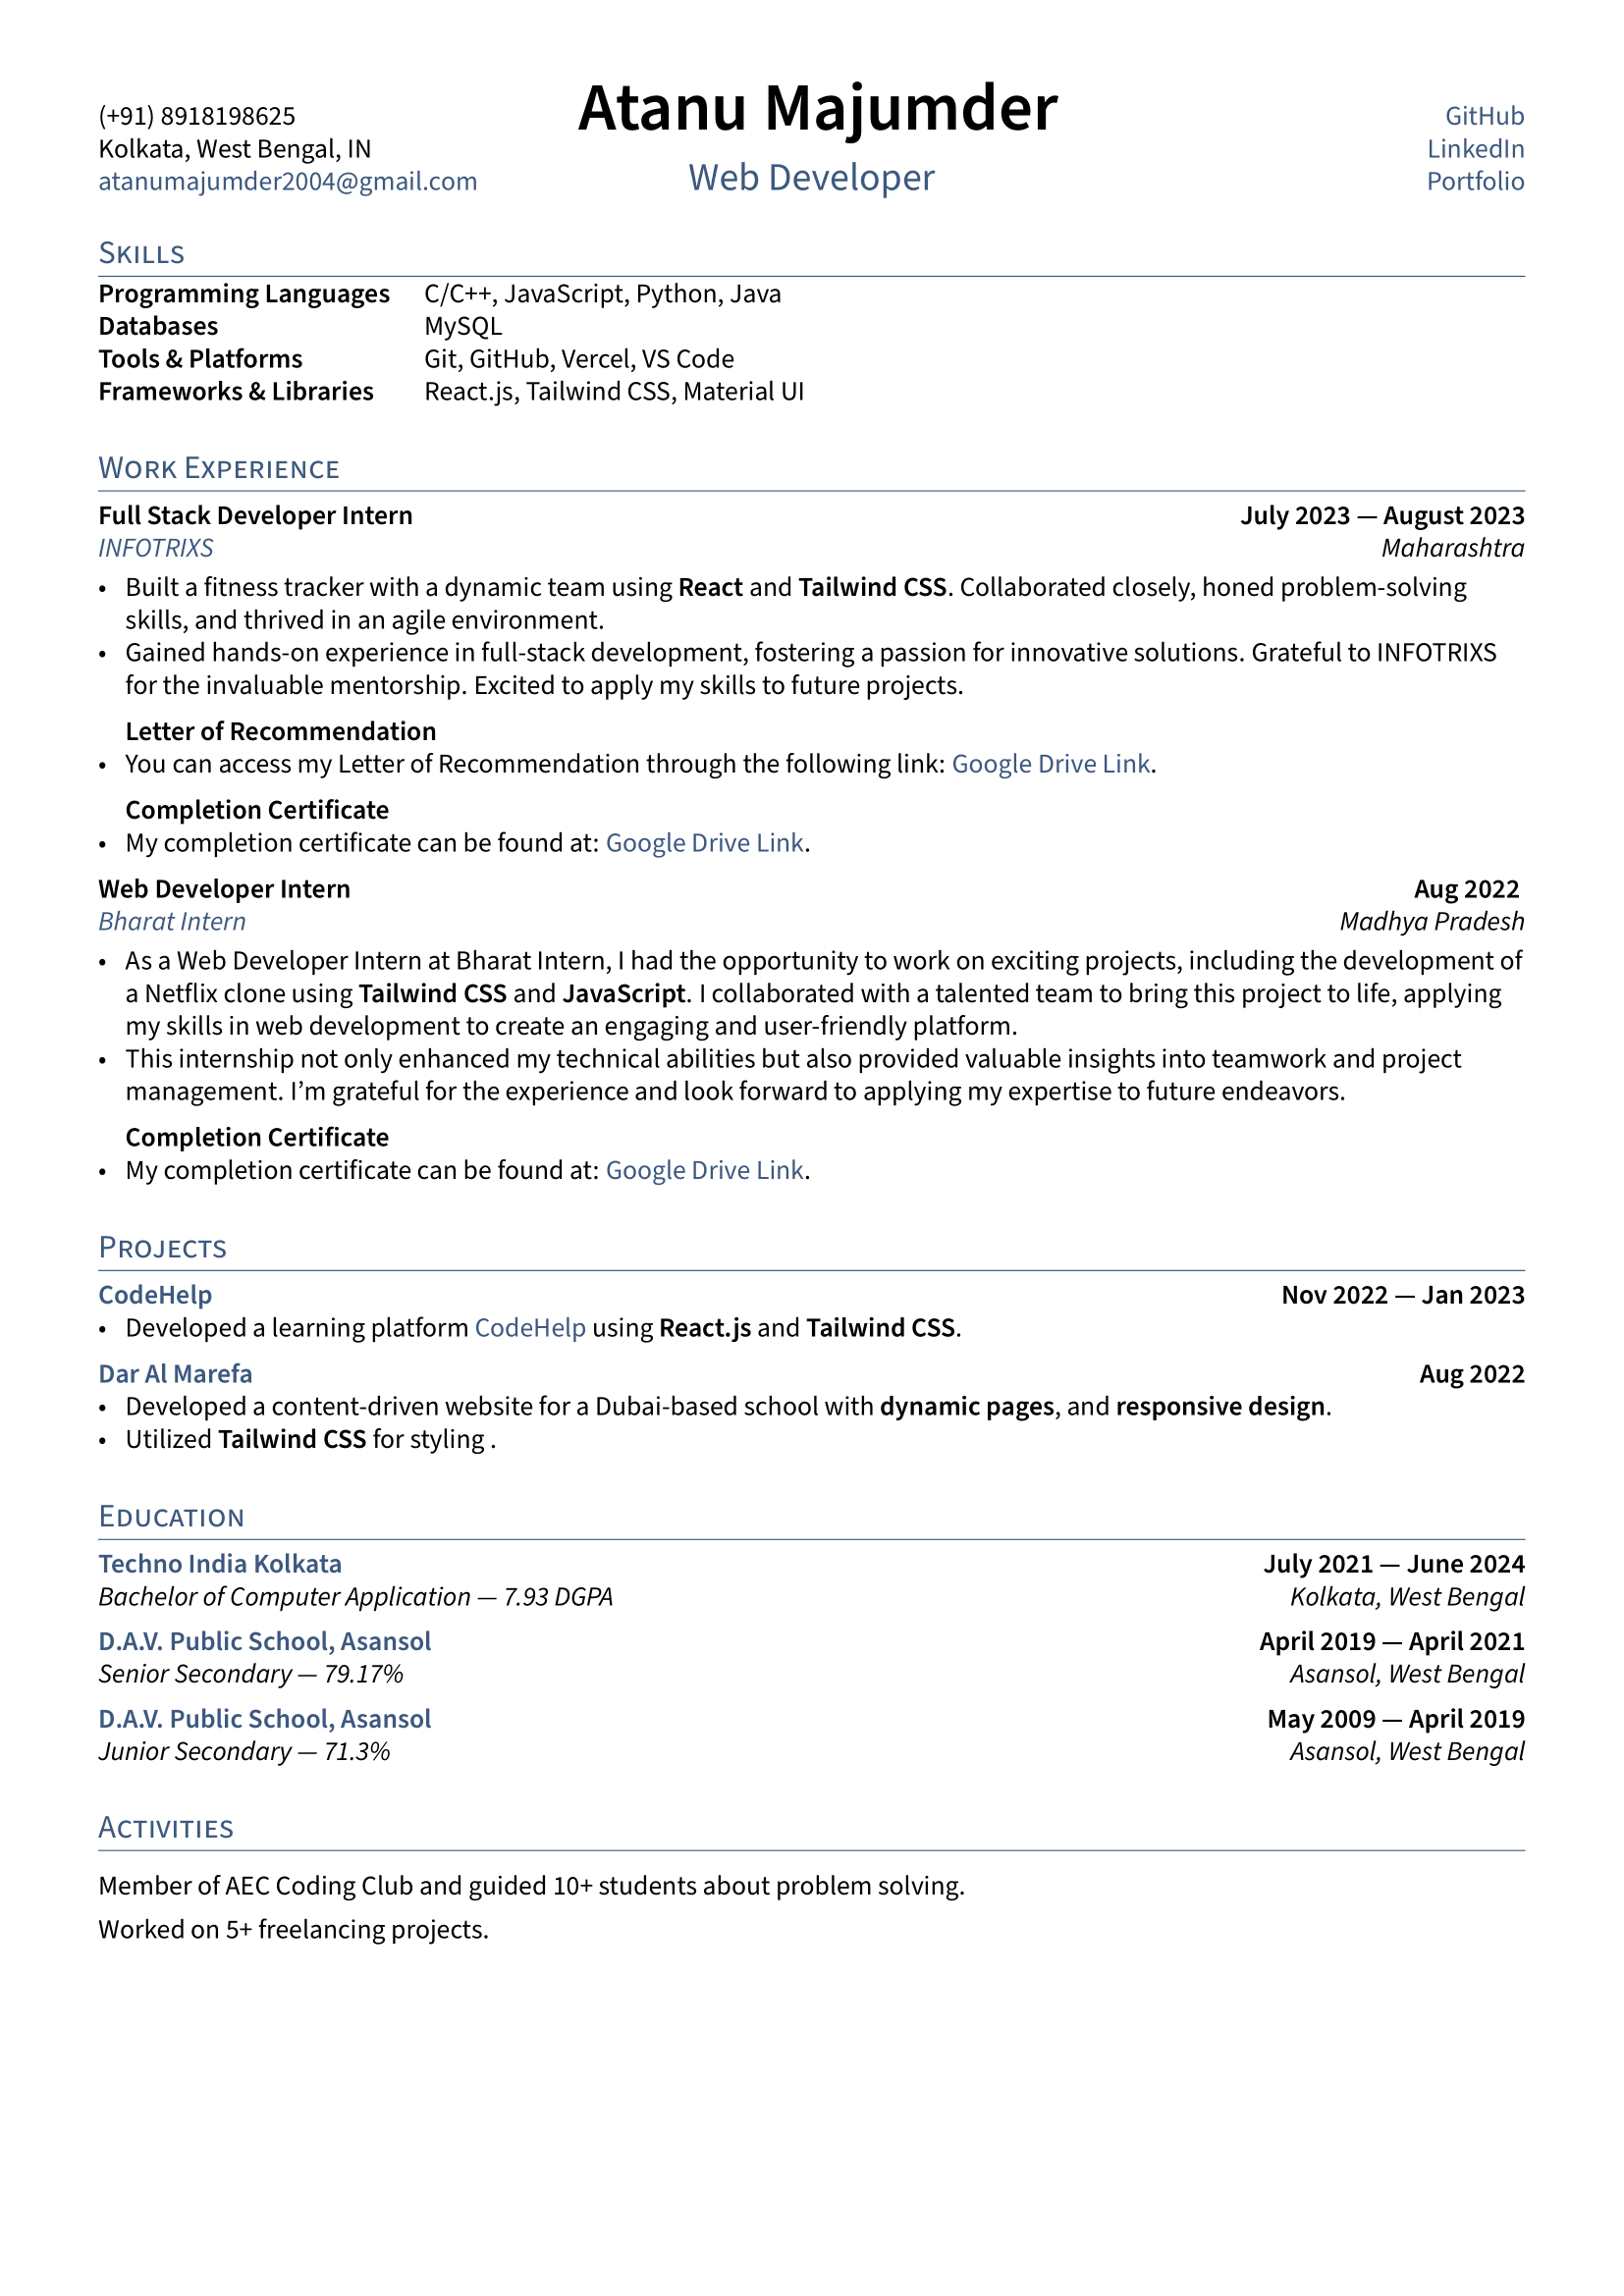 Atanu Majumder
Web Developer
(+91) 8918198625
Kolkata, West Bengal, IN
atanumajumder2004@gmail.com
GitHub
LinkedIn
Portfolio
Skills
Programming Languages C/C++, JavaScript, Python, Java
Databases MySQL
Tools & Platforms Git, GitHub, Vercel, VS Code
Frameworks & Libraries React.js, Tailwind CSS, Material UI
Work Experience
Full Stack Developer Intern July 2023 — August 2023
INFOTRIXS Maharashtra
• Built a fitness tracker with a dynamic team using React and Tailwind CSS. Collaborated closely, honed problem-solving
skills, and thrived in an agile environment.
• Gained hands-on experience in full-stack development, fostering a passion for innovative solutions. Grateful to INFOTRIXS
for the invaluable mentorship. Excited to apply my skills to future projects.
Letter of Recommendation
• You can access my Letter of Recommendation through the following link: Google Drive Link.
Completion Certificate
• My completion certificate can be found at: Google Drive Link.
Web Developer Intern Aug 2022
Bharat Intern Madhya Pradesh
• As a Web Developer Intern at Bharat Intern, I had the opportunity to work on exciting projects, including the development of
a Netflix clone using Tailwind CSS and JavaScript. I collaborated with a talented team to bring this project to life, applying
my skills in web development to create an engaging and user-friendly platform.
• This internship not only enhanced my technical abilities but also provided valuable insights into teamwork and project
management. I’m grateful for the experience and look forward to applying my expertise to future endeavors.
Completion Certificate
• My completion certificate can be found at: Google Drive Link.
Projects
CodeHelp Nov 2022 — Jan 2023
• Developed a learning platform CodeHelp using React.js and Tailwind CSS.
Dar Al Marefa Aug 2022
• Developed a content-driven website for a Dubai-based school with dynamic pages, and responsive design.
• Utilized Tailwind CSS for styling .
Education
Techno India Kolkata July 2021 — June 2024
Bachelor of Computer Application — 7.93 DGPA Kolkata, West Bengal
D.A.V. Public School, Asansol April 2019 — April 2021
Senior Secondary — 79.17% Asansol, West Bengal
D.A.V. Public School, Asansol May 2009 — April 2019
Junior Secondary — 71.3% Asansol, West Bengal
Activities
Member of AEC Coding Club and guided 10+ students about problem solving.
Worked on 5+ freelancing projects.